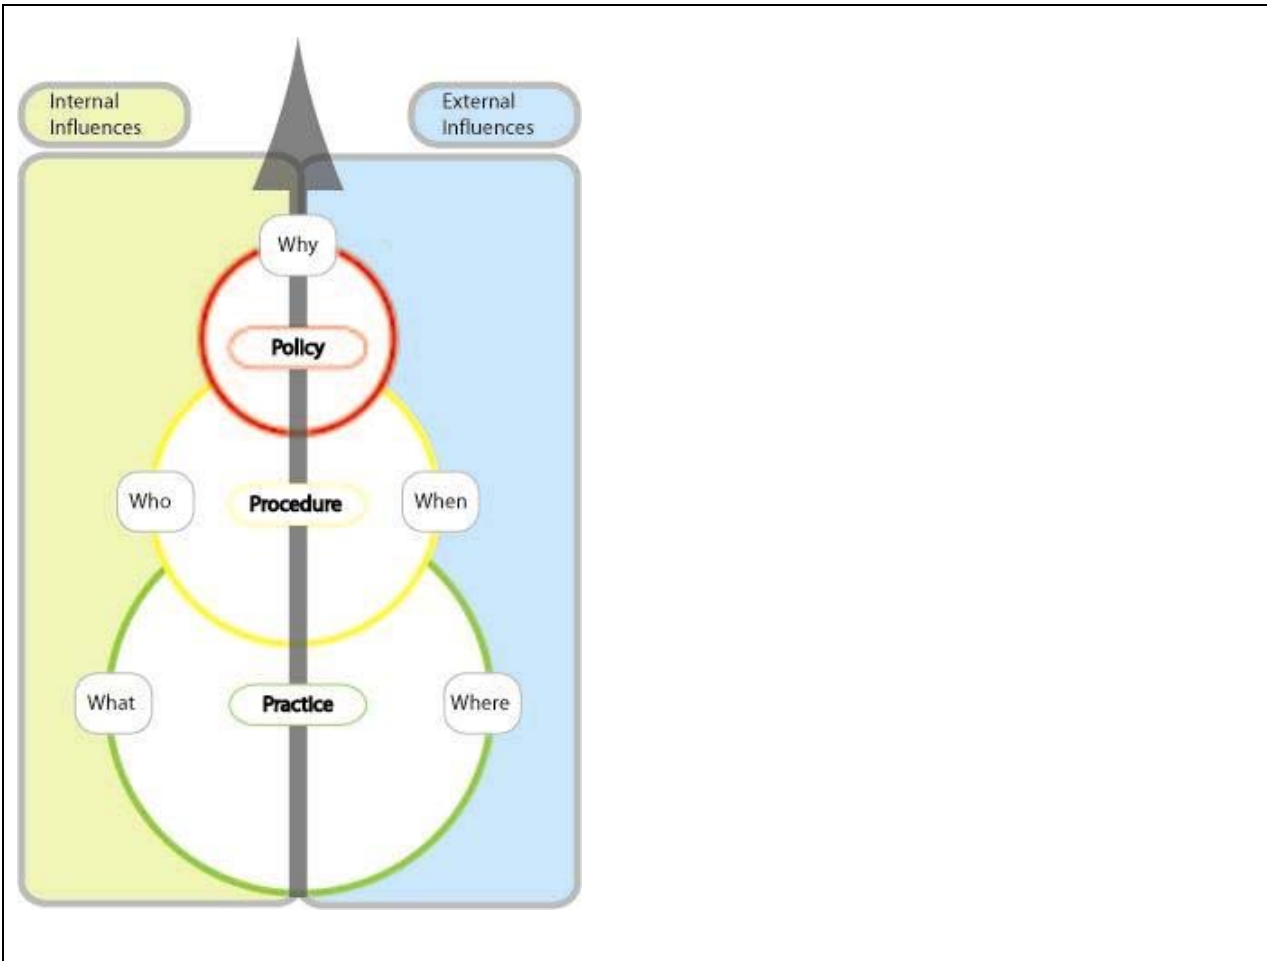 Internal
Influences
External
Influences
Why
Policy
Who
Procedure
When
What
Practice
Where